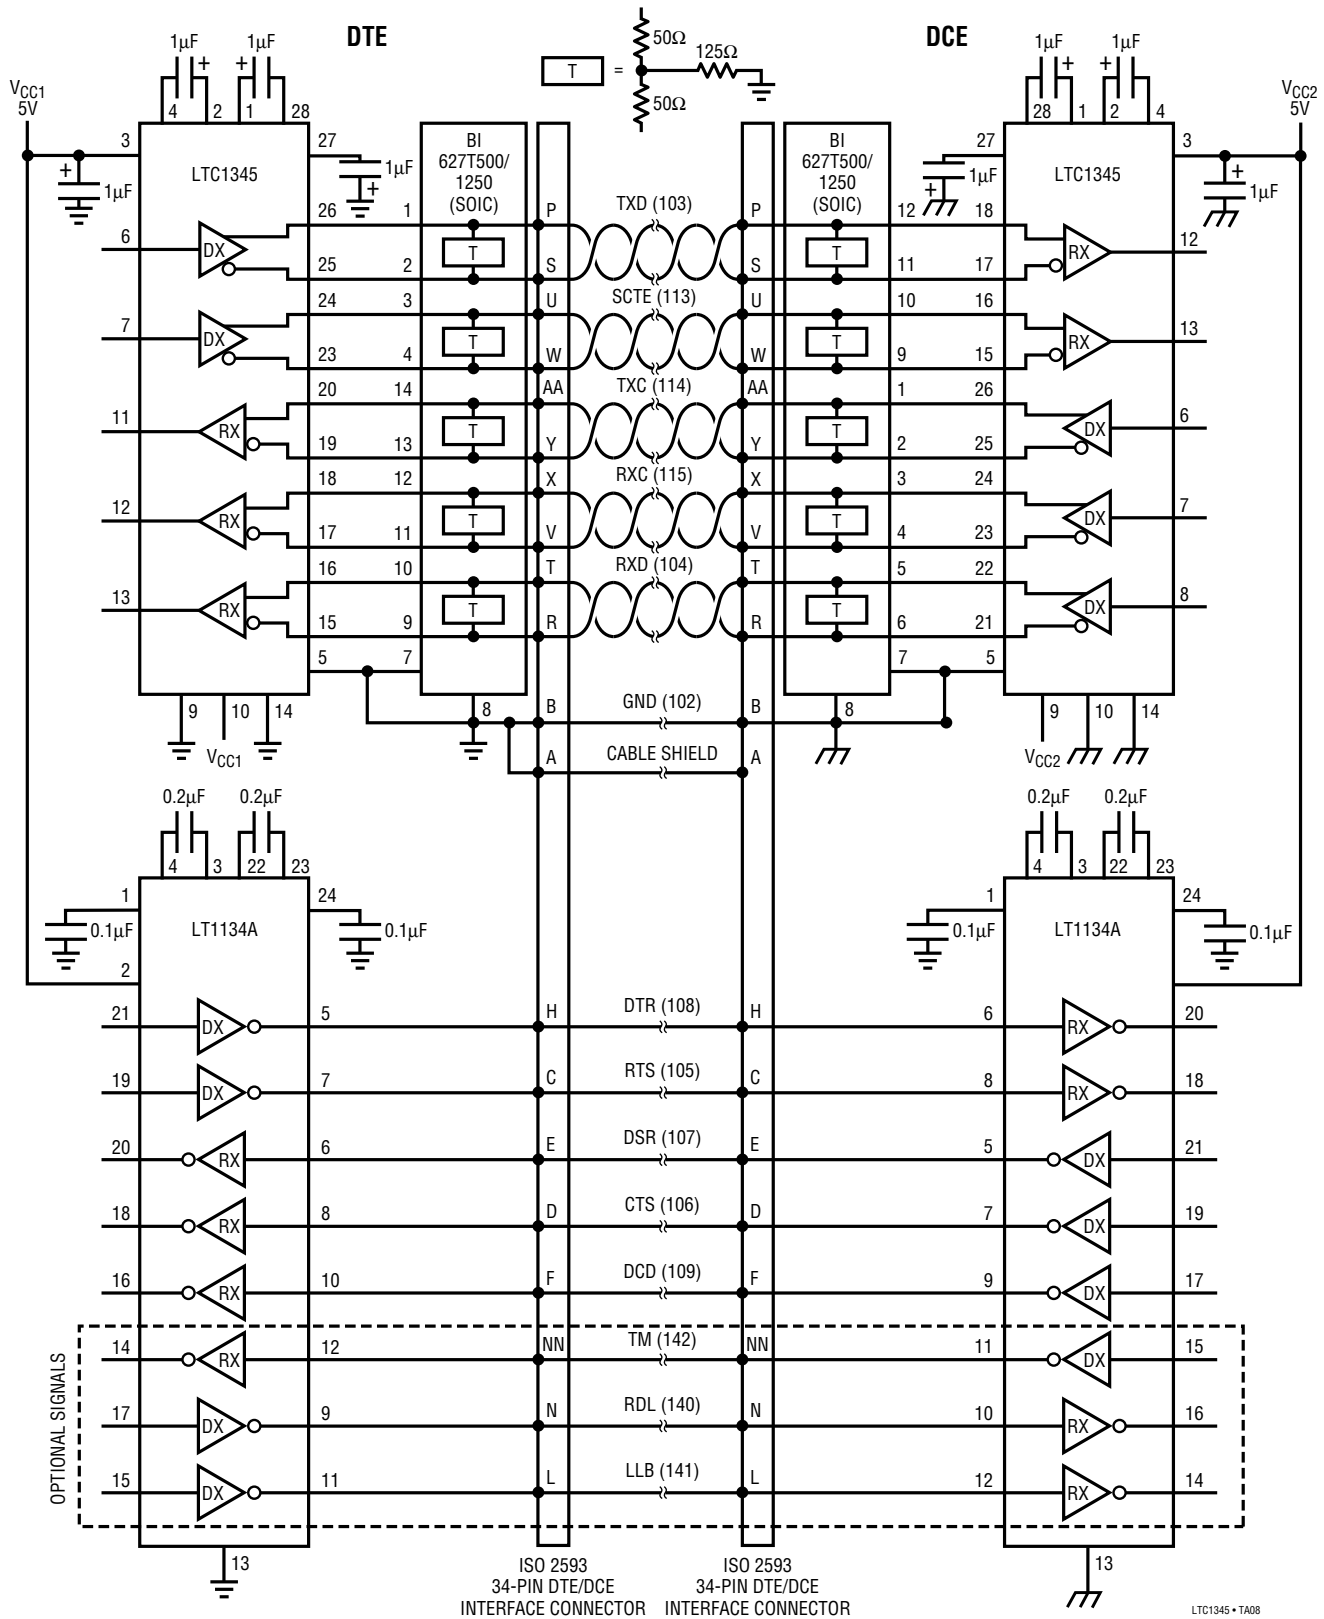 DTE
DCE
T = 50Ω 125Ω 50Ω
1µF 1µF
1µF 1µF
VCC1 5V
VCC2 5V
4 2 1 28
28 1 2 4
3 LTC1345 27
1µF 1µF
BI 627T500/ 1250 (SOIC)
BI 627T500/ 1250 (SOIC)
27 LTC1345 3
1µF 1µF
6 DX 26 1 T P TXD (103) P T 12 18 RX 12
25 2 S S 11 17
7 DX 24 3 T U SCTE (113) U T 10 16 RX 13
23 4 W W 9 15
11 RX 20 14 T AA TXC (114) AA T 1 26 DX 6
19 13 Y Y 2 25
12 RX 18 12 T X RXC (115) X T 3 24 DX 7
17 11 V V 4 23
13 RX 16 10 T T RXD (104) T T 5 22 DX 8
15 9 R R 6 21
5 7 7 5
9 10 14 8 B GND (102) B 8 9 10 14
VCC1 A CABLE SHIELD A VCC2
0.2µF 0.2µF
0.2µF 0.2µF
4 3 22 23
4 3 22 23
1 LT1134A 24
0.1µF 0.1µF
1 LT1134A 24
0.1µF 0.1µF
2
21 DX 5 H DTR (108) H 6 RX 20
19 DX 7 C RTS (105) C 8 RX 18
20 RX 6 E DSR (107) E 5 DX 21
18 RX 8 D CTS (106) D 7 DX 19
16 RX 10 F DCD (109) F 9 DX 17
OPTIONAL SIGNALS
14 RX 12 NN TM (142) NN 11 DX 15
17 DX 9 N RDL (140) N 10 RX 16
15 DX 11 L LLB (141) L 12 RX 14
13
13
ISO 2593
34-PIN DTE/DCE
INTERFACE CONNECTOR
ISO 2593
34-PIN DTE/DCE
INTERFACE CONNECTOR
LTC1345 • TA08